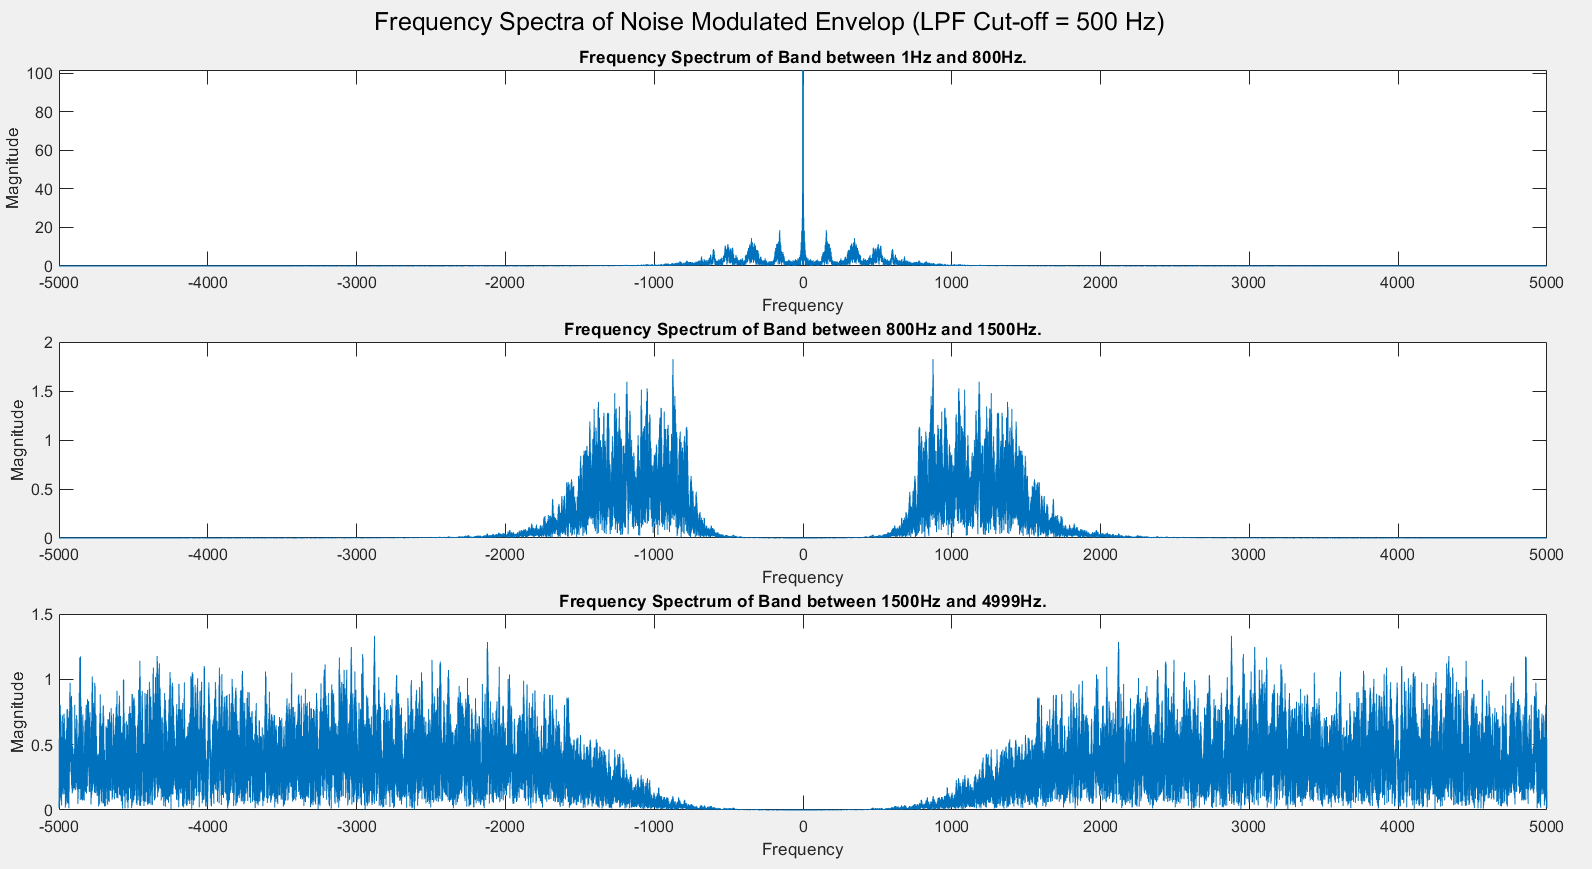 Frequency Spectra of Noise Modulated Envelop (LPF Cut-off = 500 Hz)
Frequency Spectrum of Band between 1Hz and 800Hz.
100
80
60
40
20
0
Magnitude
-5000 -4000 -3000 -2000 -1000 0 1000 2000 3000 4000 5000
Frequency
Frequency Spectrum of Band between 800Hz and 1500Hz.
2
1.5
1
0.5
0
Magnitude
-5000 -4000 -3000 -2000 -1000 0 1000 2000 3000 4000 5000
Frequency
Frequency Spectrum of Band between 1500Hz and 4999Hz.
1.5
1
0.5
0
Magnitude
-5000 -4000 -3000 -2000 -1000 0 1000 2000 3000 4000 5000
Frequency